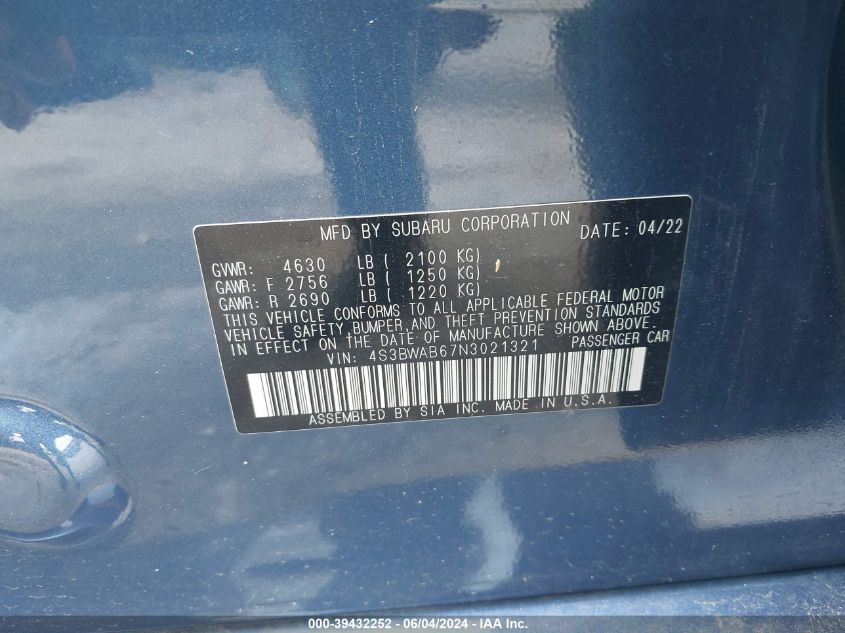 MFD BY SUBARU CORPORATION DATE: 04/22
GVWR: 4630 LB ( 2100 KG)
GAWR: F 2756 LB ( 1250 KG)
GAWR: R 2690 LB ( 1220 KG)
THIS VEHICLE CONFORMS TO ALL APPLICABLE FEDERAL MOTOR
VEHICLE SAFETY, BUMPER, AND THEFT PREVENTION STANDARDS
IN EFFECT ON THE DATE OF MANUFACTURE SHOWN ABOVE.
VIN: 4S3BWAB67N3021321 PASSENGER CAR
ASSEMBLED BY SIA INC. MADE IN U.S.A.
000-39432252 - 06/04/2024 - IAA Inc.